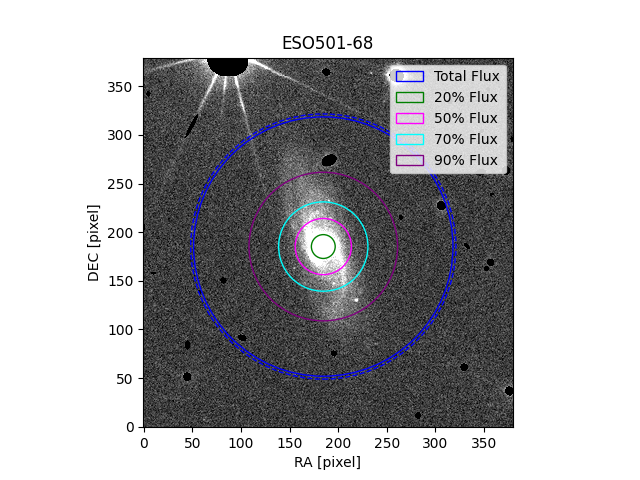 ESO501-68
Total Flux
20% Flux
50% Flux
70% Flux
90% Flux
350
300
250
200
150
100
50
0
DEC [pixel]
0 50 100 150 200 250 300 350
RA [pixel]